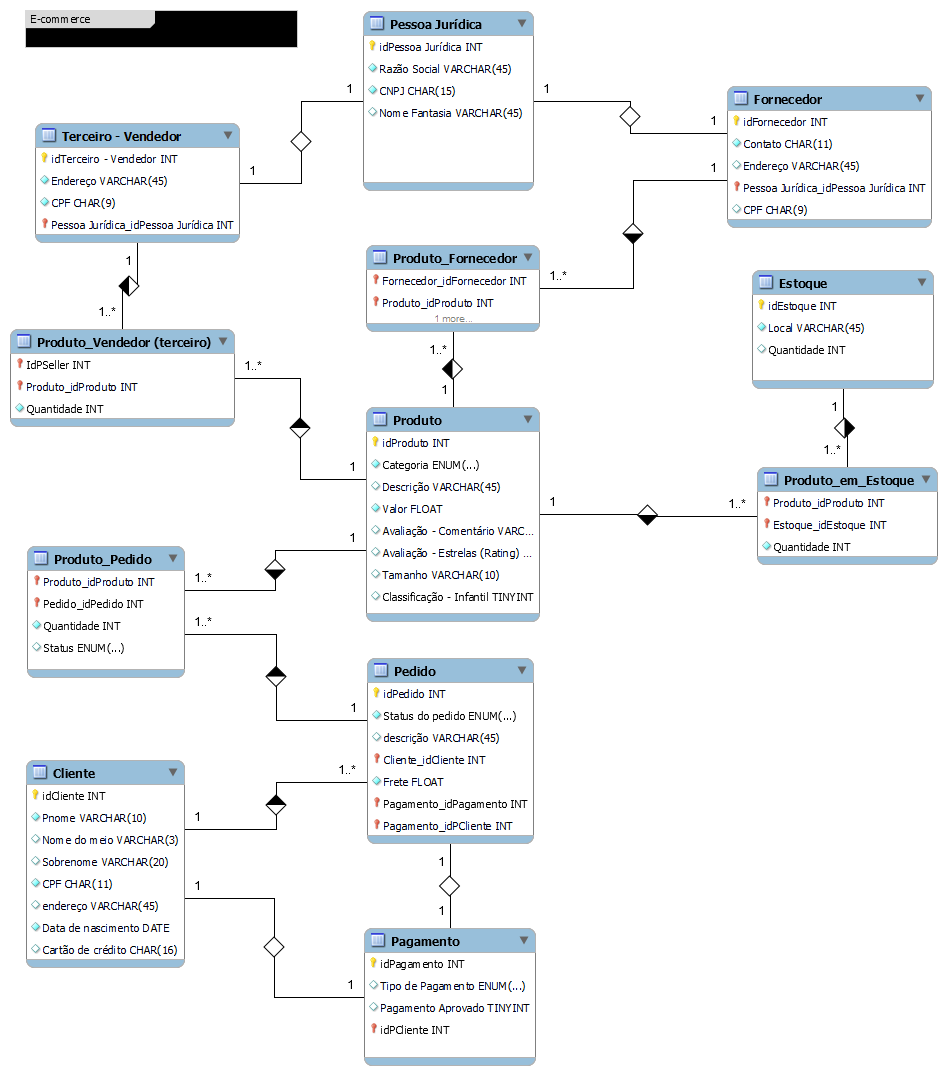 E-commerce
Pessoa Jurídica
idPessoa Jurídica INT
Razão Social VARCHAR(45)
CNPJ CHAR(15)
Nome Fantasia VARCHAR(45)
1
1
1
1
Fornecedor
idFornecedor INT
Contato CHAR(11)
Endereço VARCHAR(45)
Pessoa Jurídica_idPessoa Jurídica INT
CPF CHAR(9)
1
Terceiro - Vendedor
idTerceiro - Vendedor INT
Endereço VARCHAR(45)
CPF CHAR(9)
Pessoa Jurídica_idPessoa Jurídica INT
1
1..*
Produto_Fornecedor
Fornecedor_idFornecedor INT
Produto_idProduto INT
1 more...
1..*
1..*
1
Estoque
idEstoque INT
Local VARCHAR(45)
Quantidade INT
1
1..*
Produto_Vendedor (terceiro)
IdPSeller INT
Produto_idProduto INT
Quantidade INT
1..*
1
Produto
idProduto INT
Categoria ENUM(...)
Descrição VARCHAR(45)
Valor FLOAT
Avaliação - Comentário VARC...
Avaliação - Estrelas (Rating) ...
Tamanho VARCHAR(10)
Classificação - Infantil TINYINT
1
1..*
1
Produto_em_Estoque
Produto_idProduto INT
Estoque_idEstoque INT
Quantidade INT
Produto_Pedido
Produto_idProduto INT
Pedido_idPedido INT
Quantidade INT
Status ENUM(...)
1..*
1..*
1
Pedido
idPedido INT
Status do pedido ENUM(...)
descrição VARCHAR(45)
Cliente_idCliente INT
Frete FLOAT
Pagamento_idPagamento INT
Pagamento_idPCliente INT
1..*
1
1
Cliente
idCliente INT
Pnome VARCHAR(10)
Nome do meio VARCHAR(3)
Sobrenome VARCHAR(20)
CPF CHAR(11)
endereço VARCHAR(45)
Data de nascimento DATE
Cartão de crédito CHAR(16)
1
1
1
Pagamento
idPagamento INT
Tipo de Pagamento ENUM(...)
Pagamento Aprovado TINYINT
idPCliente INT